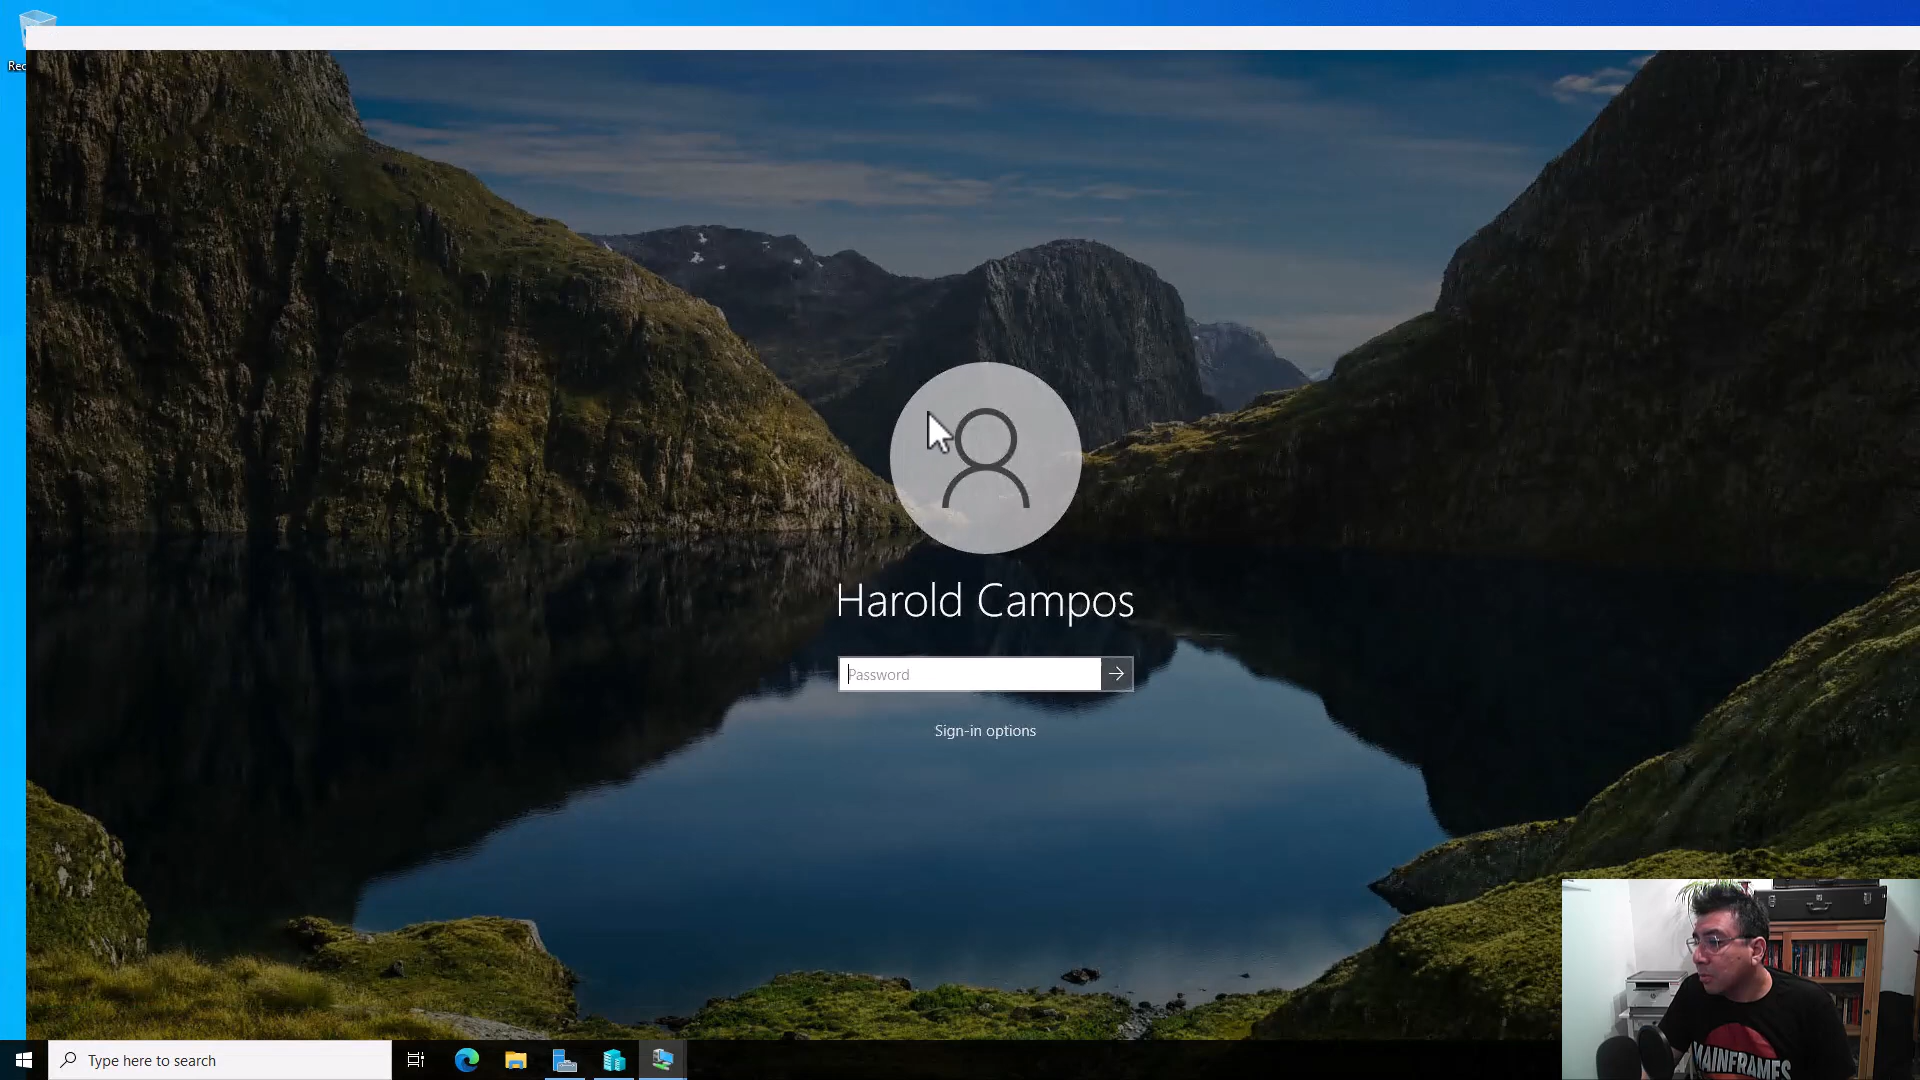 Rec
Harold Campos
Password
Sign-in options
Type here to search
MAINFRAMES